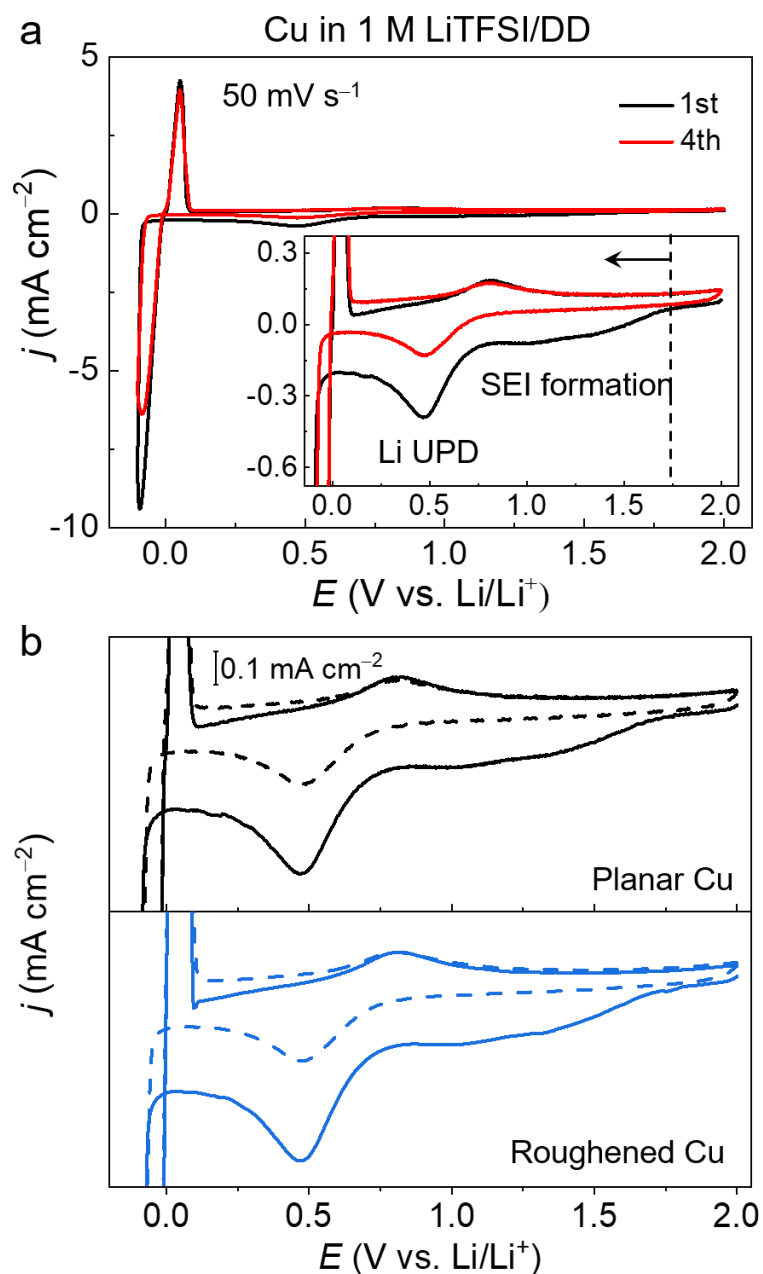 a
Cu in 1 M LiTFSI/DD
50 mV s⁻¹
1st
4th
5
0
-5
-10
j (mA cm⁻²)
0.3
0.0
-0.3
-0.6
SEI formation
Li UPD
0.0 0.5 1.0 1.5 2.0
0.0 0.5 1.0 1.5 2.0
E (V vs. Li/Li⁺)
b
0.1 mA cm⁻²
Planar Cu
j (mA cm⁻²)
Roughened Cu
0.0 0.5 1.0 1.5 2.0
E (V vs. Li/Li⁺)